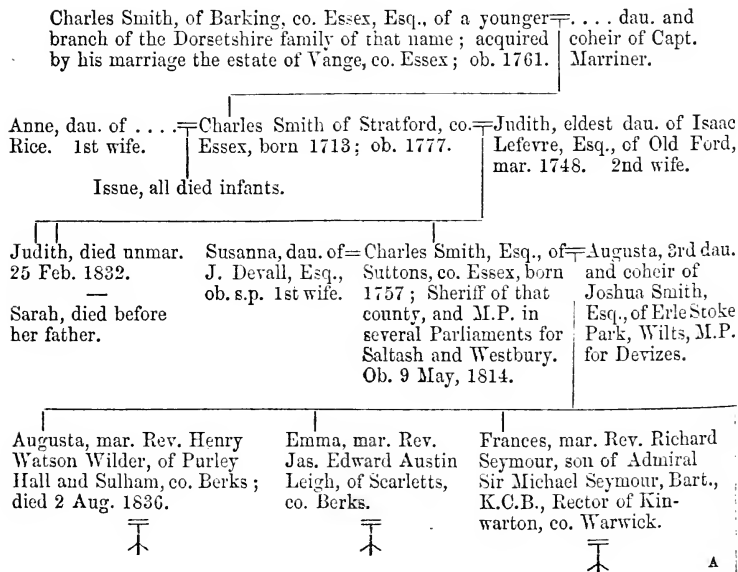 Charles Smith, of Barking, co. Essex, Esq., of a younger
branch of the Dorsetshire family of that name ; acquired
by his marriage the estate of Vange, co. Essex ; ob. 1761.
. . . . dau. and
coheir of Capt.
Marriner.
Anne, dau. of . . . .
Rice. 1st wife.
Charles Smith of Stratford, co.
Essex, born 1713; ob. 1777.
Judith, eldest dau. of Isaac
Lefevre, Esq., of Old Ford,
mar. 1748. 2nd wife.
Issue, all died infants.
Judith, died unmar.
25 Feb. 1832.
—
Sarah, died before
her father.
Susanna, dau. of
J. Devall, Esq.,
ob. s.p. 1st wife.
Charles Smith, Esq., of
Suttons, co. Essex, born
1757 ; Sheriff of that
county, and M.P. in
several Parliaments for
Saltash and Westbury.
Ob. 9 May, 1814.
Augusta, 3rd dau.
and coheir of
Joshua Smith,
Esq., of Erle Stoke
Park, Wilts, M.P.
for Devizes.
Augusta, mar. Rev. Henry
Watson Wilder, of Purley
Hall and Sulham, co. Berks ;
died 2 Aug. 1836.
Emma, mar. Rev.
Jas. Edward Austin
Leigh, of Scarletts,
co. Berks.
Frances, mar. Rev. Richard
Seymour, son of Admiral
Sir Michael Seymour, Bart.,
K.C.B., Rector of Kin-
warton, co. Warwick.
A